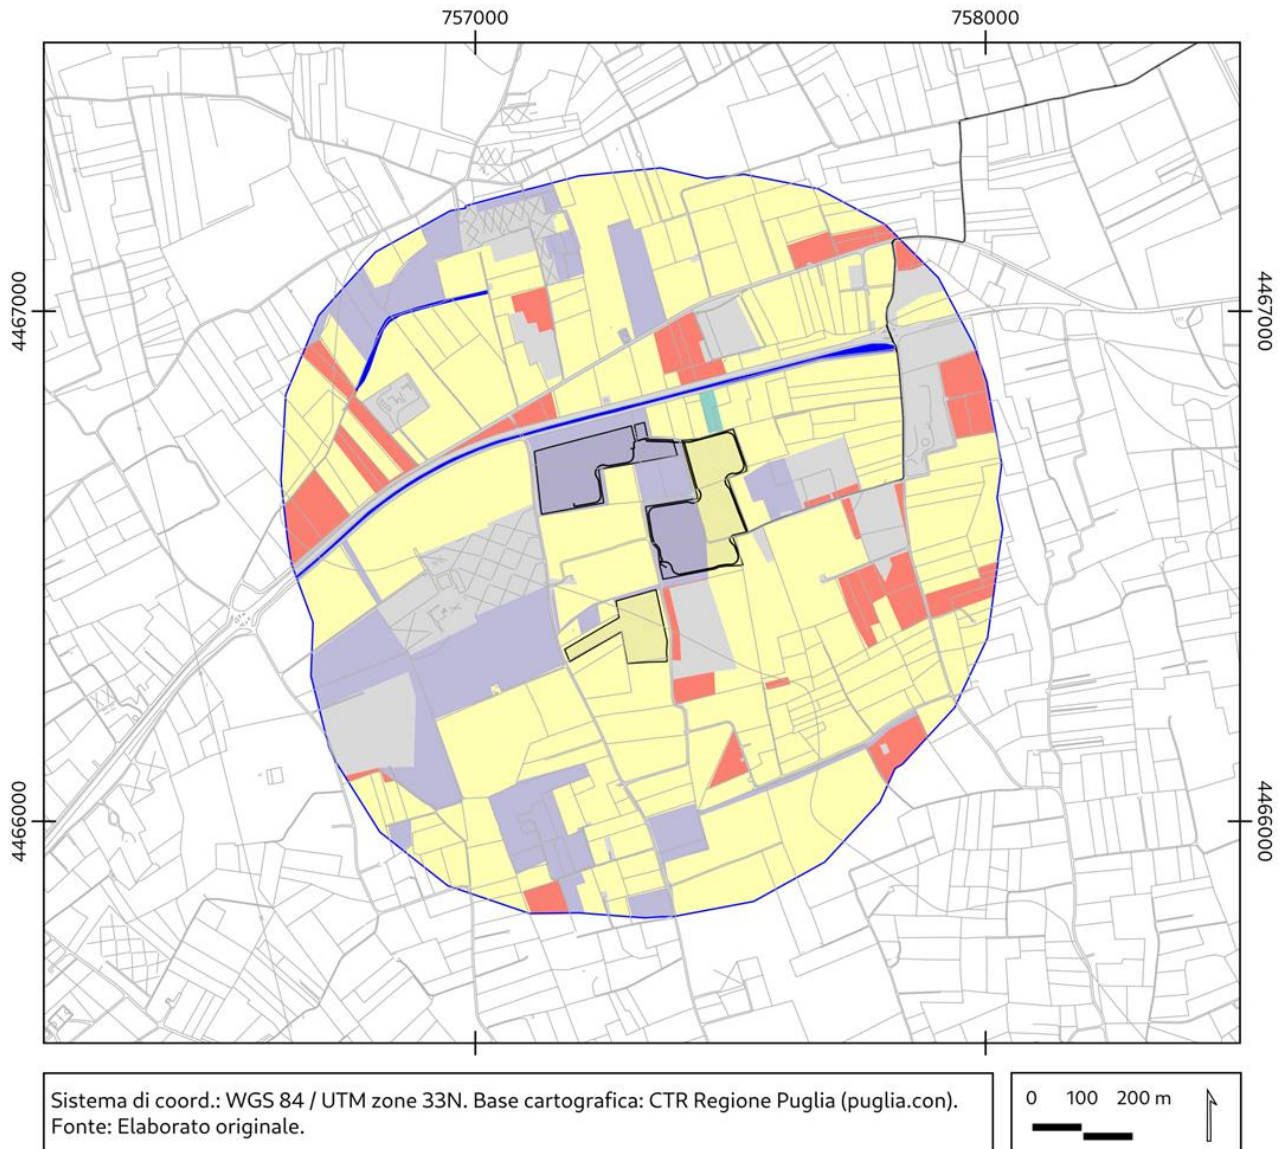 757000 758000
4467000 4467000
4466000 4466000
Sistema di coord.: WGS 84 / UTM zone 33N. Base cartografica: CTR Regione Puglia (puglia.con).
Fonte: Elaborato originale.
0 100 200 m